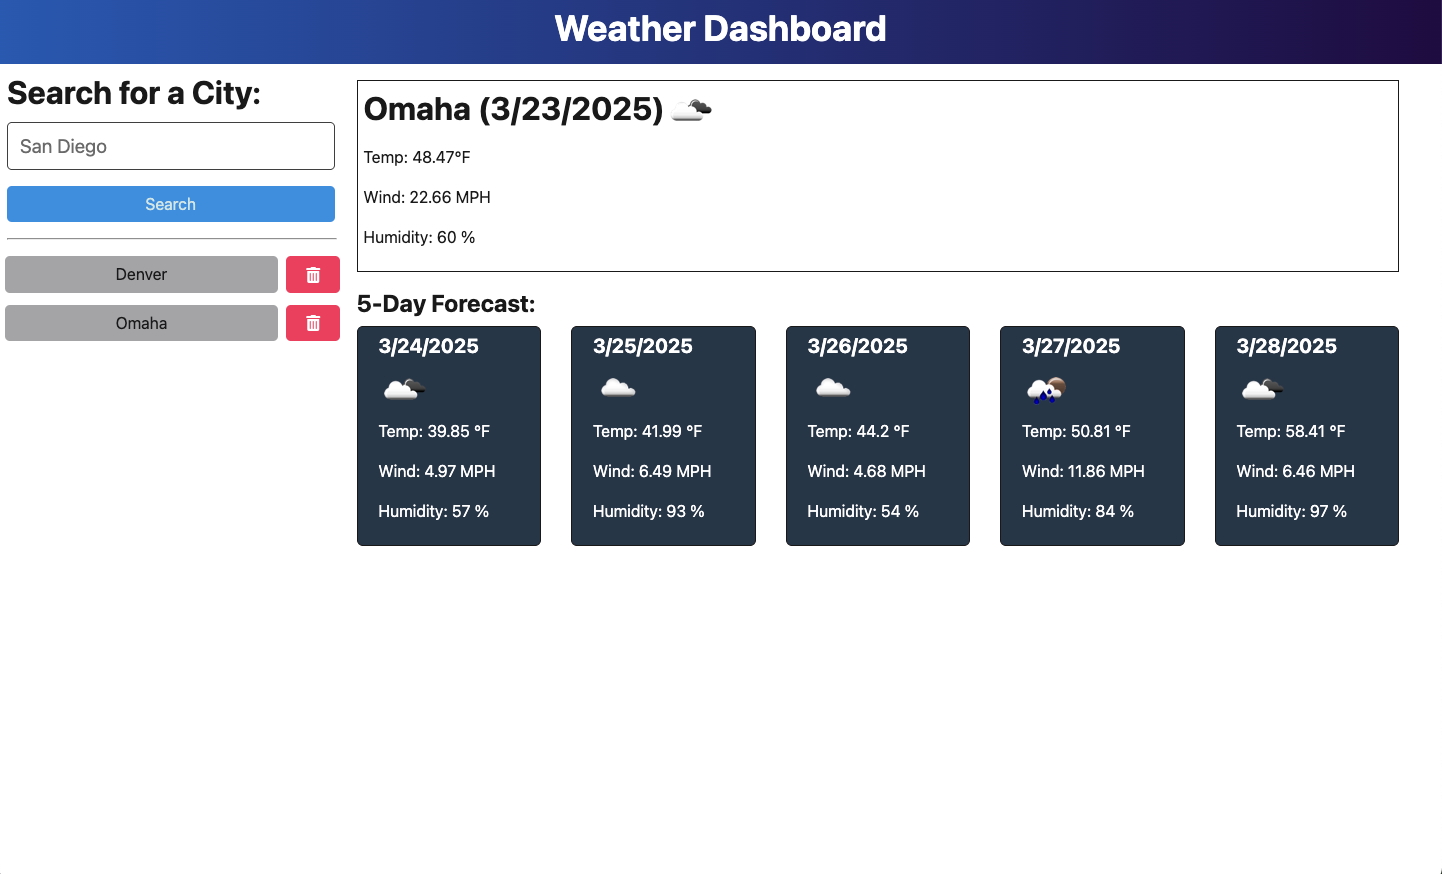 Weather Dashboard
Search for a City:
San Diego
Search
Denver
Omaha
Omaha (3/23/2025)
Temp: 48.47°F
Wind: 22.66 MPH
Humidity: 60 %
5-Day Forecast:
3/24/2025
Temp: 39.85 °F
Wind: 4.97 MPH
Humidity: 57 %
3/25/2025
Temp: 41.99 °F
Wind: 6.49 MPH
Humidity: 93 %
3/26/2025
Temp: 44.2 °F
Wind: 4.68 MPH
Humidity: 54 %
3/27/2025
Temp: 50.81 °F
Wind: 11.86 MPH
Humidity: 84 %
3/28/2025
Temp: 58.41 °F
Wind: 6.46 MPH
Humidity: 97 %